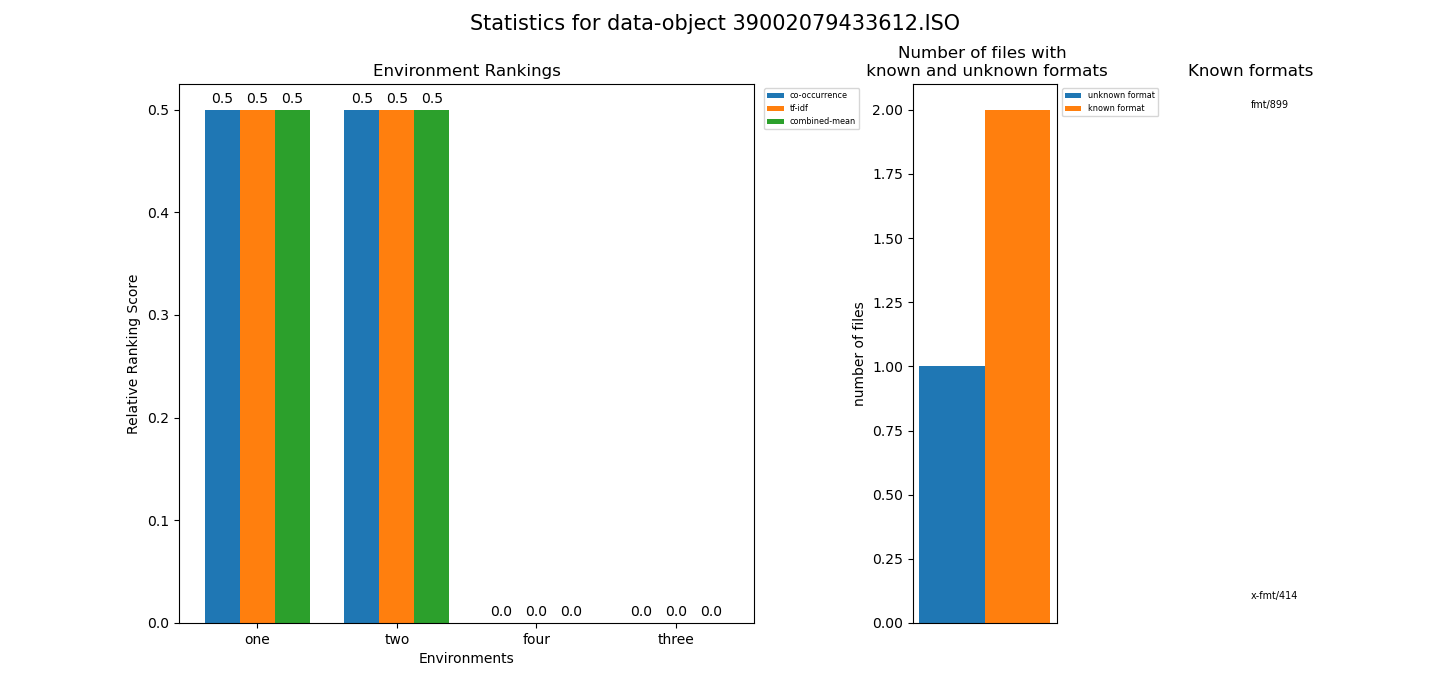 Statistics for data-object 39002079433612.ISO
Environment Rankings
0.5 0.5 0.5 0.5 0.5 0.5
0.0 0.0 0.0 0.0 0.0 0.0
0.5
0.4
0.3
0.2
0.1
0.0
Relative Ranking Score
one two four three
Environments
co-occurrence
tf-idf
combined-mean
Number of files with
known and unknown formats
2.00
1.75
1.50
1.25
1.00
0.75
0.50
0.25
0.00
number of files
unknown format
known format
Known formats
fmt/899
x-fmt/414